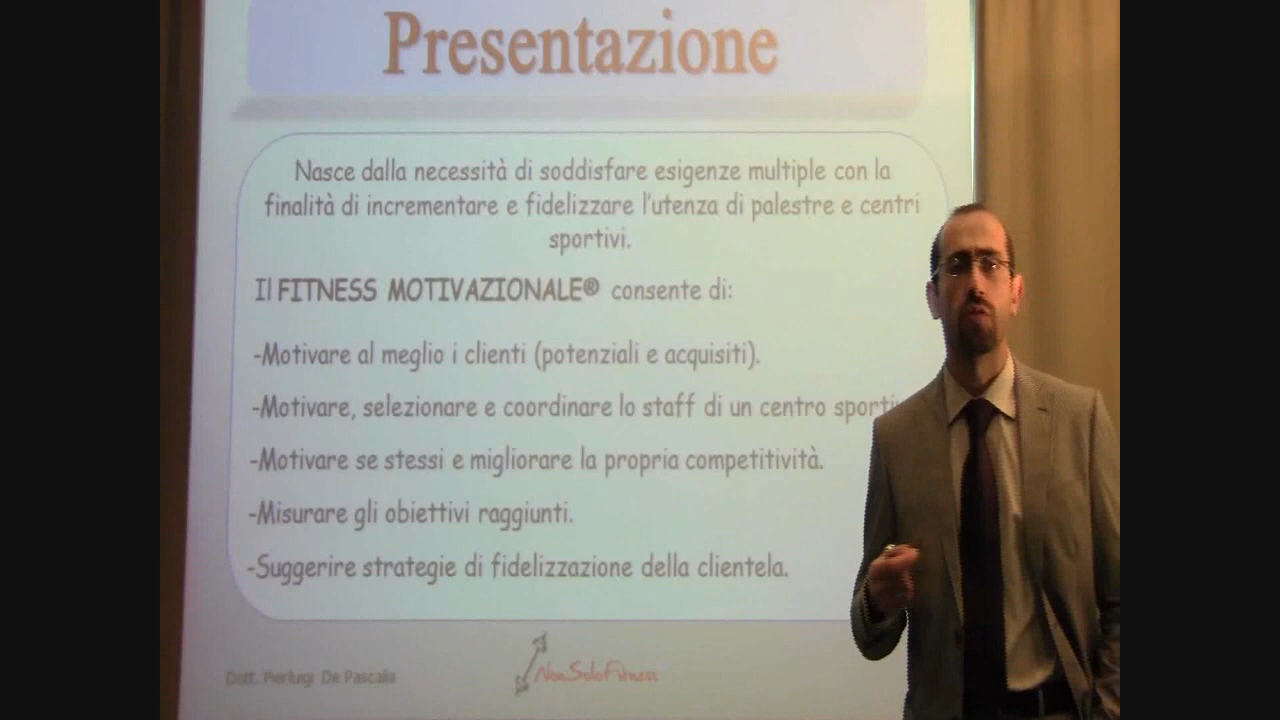 Presentazione
Nasce dalla necessità di soddisfare esigenze multiple con la
finalità di incrementare e fidelizzare l'utenza di palestre e centri
sportivi.
Il FITNESS MOTIVAZIONALE® consente di:
-Motivare al meglio i clienti (potenziali e acquisiti).
-Motivare, selezionare e coordinare lo staff di un centro sportiv
-Motivare se stessi e migliorare la propria competitività.
-Misurare gli obiettivi raggiunti.
-Suggerire strategie di fidelizzazione della clientela.
Dott. Pierluigi De Pascalis
NonSoloFitness